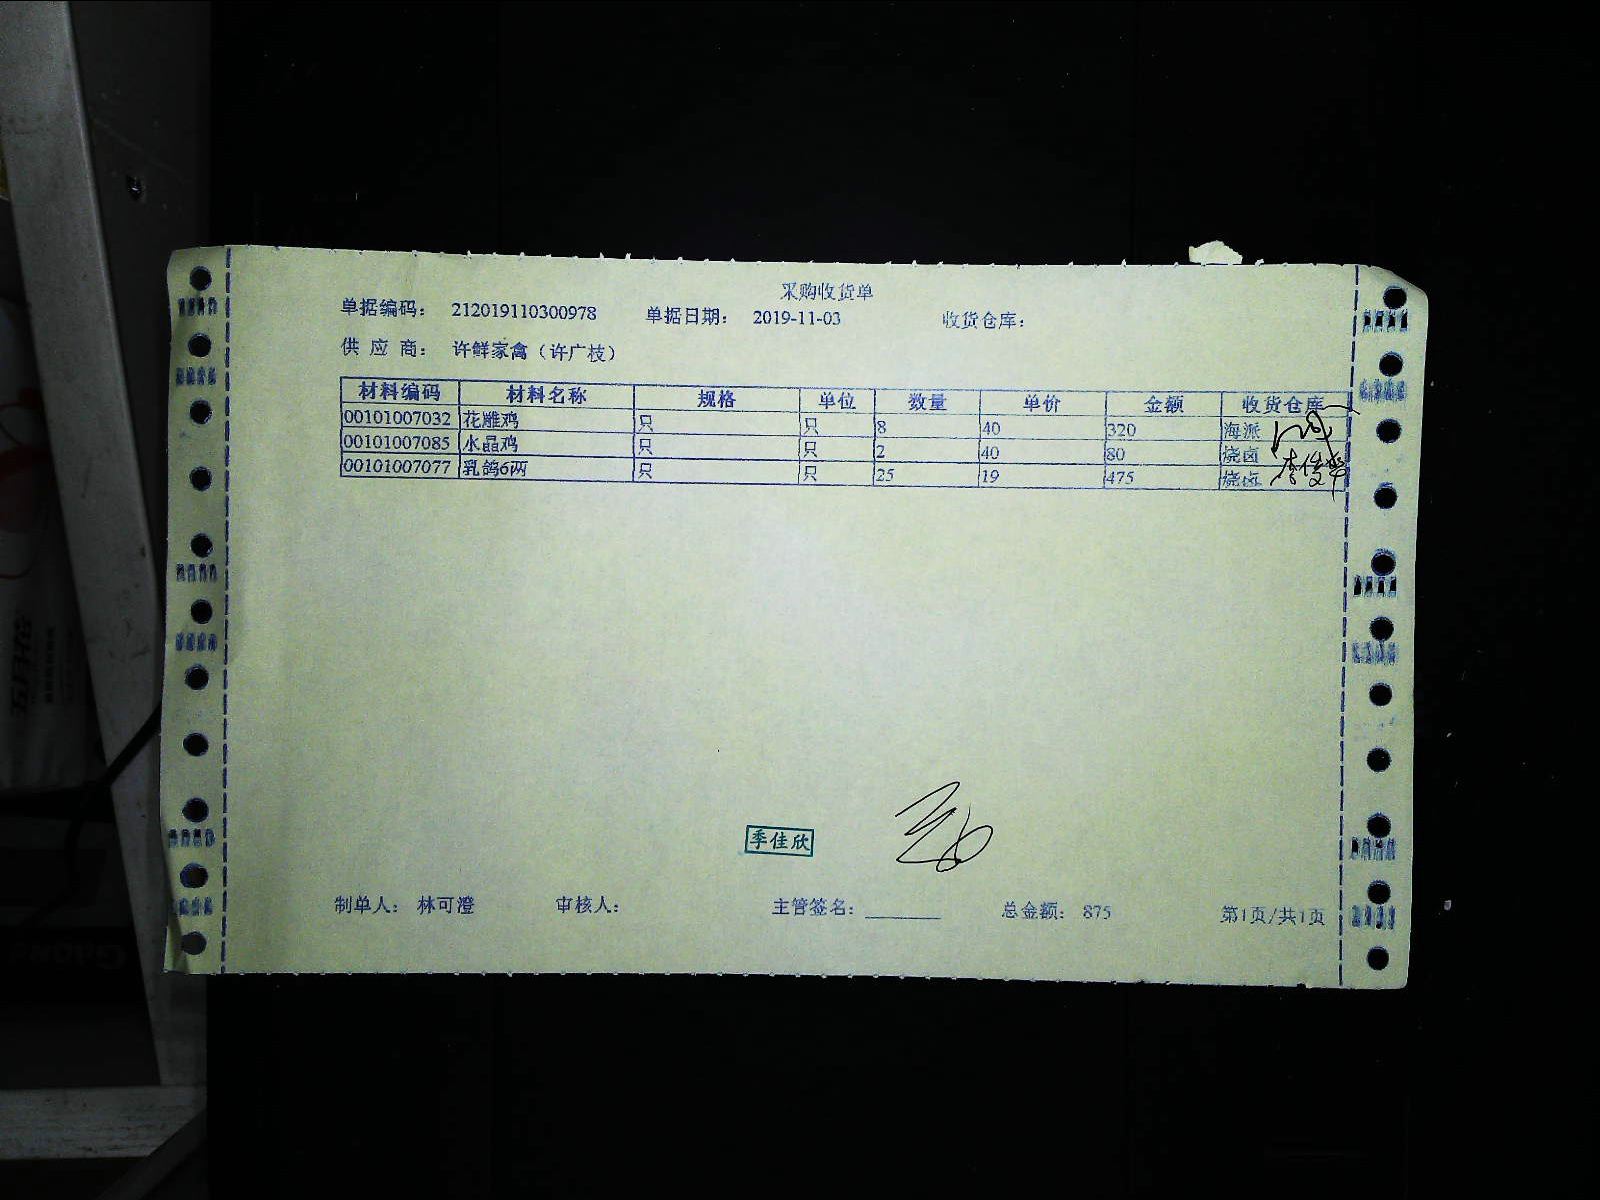 采购收货单
单据编码： 212019110300978 单据日期： 2019-11-03 收货仓库：
供 应 商： 许鲜家禽（许广枝）
材料编码 材料名称 规格 单位 数量 单价 金额 收货仓库
00101007032 花雕鸡 只 只 8 40 320 海派
00101007085 水晶鸡 只 只 2 40 80 烧卤
00101007077 乳鸽6两 只 只 25 19 475 烧卤
季佳欣
制单人： 林可澄 审核人： 主管签名： 总金额： 875 第1页/共1页